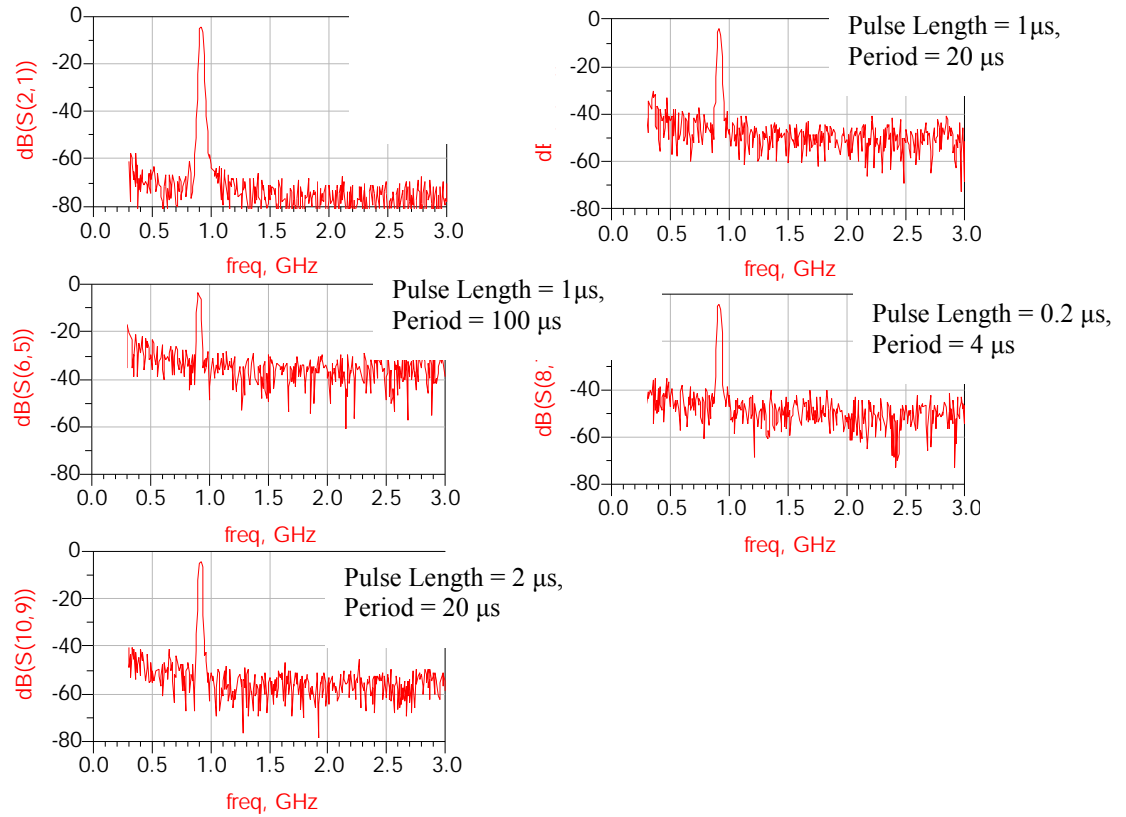 0
-20
-40
-60
-80
dB(S(2,1))
0.0 0.5 1.0 1.5 2.0 2.5 3.0
freq, GHz
Pulse Length = 1μs,
Period = 20 μs
0
-20
-40
-60
-80
0.0 0.5 1.0 1.5 2.0 2.5 3.0
freq, GHz
Pulse Length = 1μs,
Period = 100 μs
0
-20
-40
-60
-80
dB(S(6,5))
0.0 0.5 1.0 1.5 2.0 2.5 3.0
freq, GHz
Pulse Length = 0.2 μs,
Period = 4 μs
-40
-60
-80
dB(S(8,
0.0 0.5 1.0 1.5 2.0 2.5 3.0
freq, GHz
Pulse Length = 2 μs,
Period = 20 μs
0
-20
-40
-60
-80
dB(S(10,9))
0.0 0.5 1.0 1.5 2.0 2.5 3.0
freq, GHz